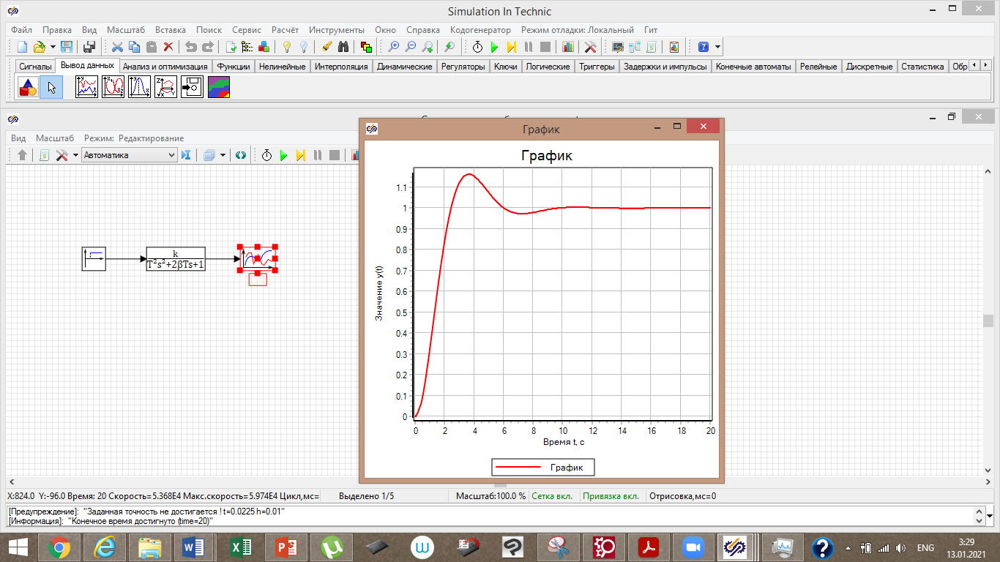 Simulation In Technic
Файл Правка Вид Масштаб Вставка Поиск Сервис Расчёт Инструменты Окно Справка Кодогенератор Режим отладки: Локальный Гит
Сигналы Вывод данных Анализ и оптимизация Функции Нелинейные Интерполяция Динамические Регуляторы Ключи Логические Триггеры Задержки и импульсы Конечные автоматы Релейные Дискретные Статистика Обр
Вид Масштаб Режим: Редактирование
Автоматика
k
T²s²+2βTs+1
График
График
1.1
1
0.9
0.8
0.7
0.6
0.5
0.4
0.3
0.2
0.1
0
Значение y(t)
0 2 4 6 8 10 12 14 16 18 20
Время t, с
График
X:824.0 Y:-96.0 Время: 20 Скорость=5.368E4 Макс.скорость=5.974E4 Цикл,мс=
Выделено 1/5
Масштаб:100.0 %
Сетка вкл.
Привязка вкл.
Отрисовка,мс=0
[Предупреждение]: "Заданная точность не достигается ! t=0.0225 h=0.01"
[Информация]: "Конечное время достигнуто (time=20)"
ENG
3:29
13.01.2021